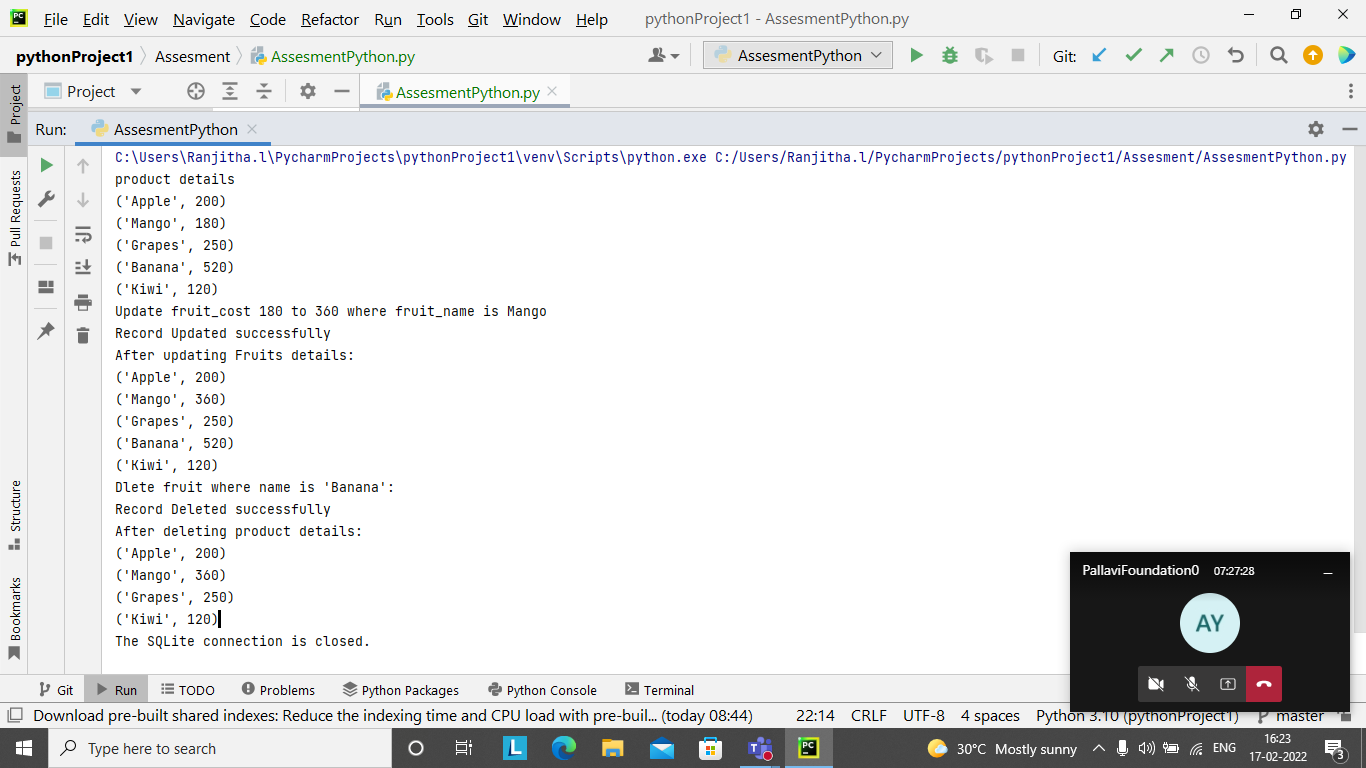 PC File Edit View Navigate Code Refactor Run Tools Git Window Help pythonProject1 - AssesmentPython.py
pythonProject1 Assesment AssesmentPython.py AssesmentPython Git:
Project AssesmentPython.py
Run: AssesmentPython
Project
Pull Requests
Structure
Bookmarks
C:\Users\Ranjitha.l\PycharmProjects\pythonProject1\venv\Scripts\python.exe C:/Users/Ranjitha.l/PycharmProjects/pythonProject1/Assesment/AssesmentPython.py
product details
('Apple', 200)
('Mango', 180)
('Grapes', 250)
('Banana', 520)
('Kiwi', 120)
Update fruit_cost 180 to 360 where fruit_name is Mango
Record Updated successfully
After updating Fruits details:
('Apple', 200)
('Mango', 360)
('Grapes', 250)
('Banana', 520)
('Kiwi', 120)
Dlete fruit where name is 'Banana':
Record Deleted successfully
After deleting product details:
('Apple', 200)
('Mango', 360)
('Grapes', 250)
('Kiwi', 120)
The SQLite connection is closed.
PallaviFoundation0 07:27:28
AY
Git Run TODO Problems Python Packages Python Console Terminal
Download pre-built shared indexes: Reduce the indexing time and CPU load with pre-buil... (today 08:44) 22:14 CRLF UTF-8 4 spaces Python 3.10 (pythonProject1) master
Type here to search L PC 30°C Mostly sunny ENG 16:23
17-02-2022 3